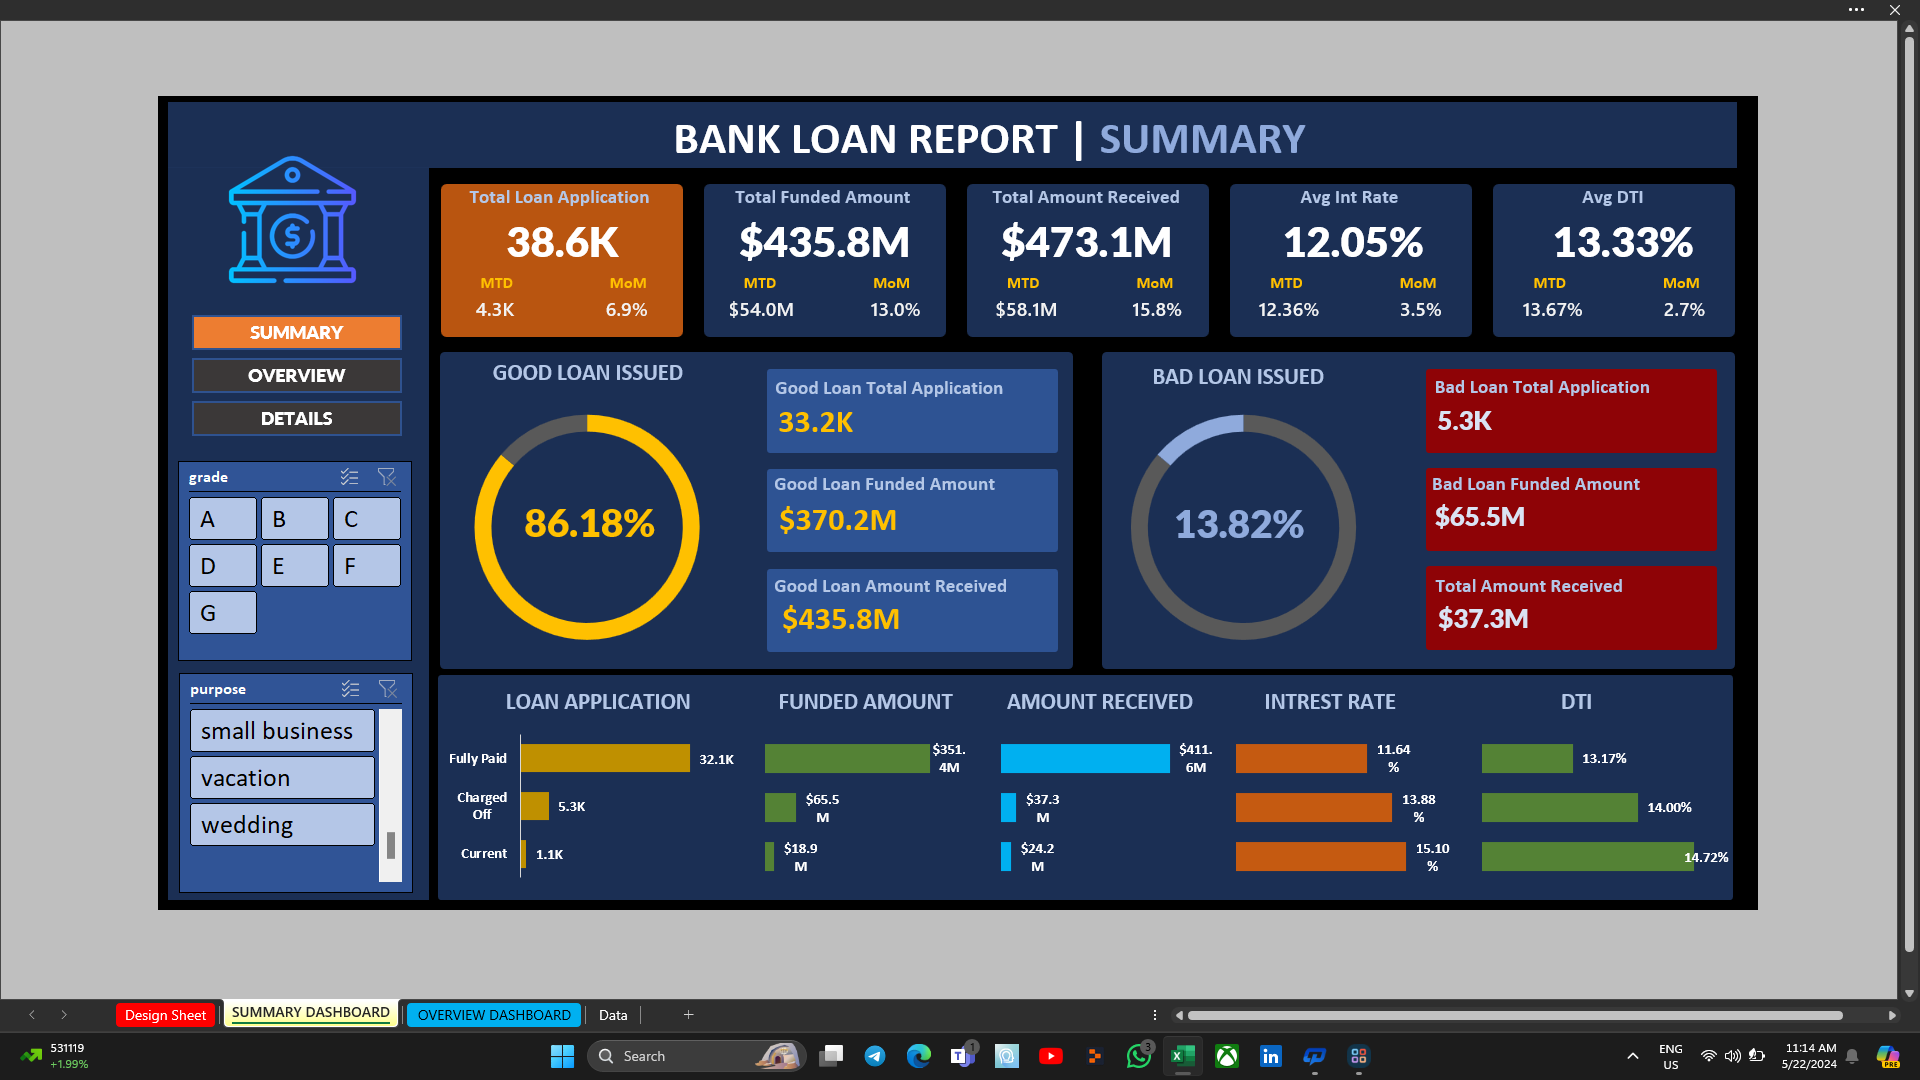 BANK LOAN REPORT | SUMMARY
Total Loan Application
38.6K
MTD MoM
4.3K 6.9%
Total Funded Amount
$435.8M
MTD MoM
$54.0M 13.0%
Total Amount Received
$473.1M
MTD MoM
$58.1M 15.8%
Avg Int Rate
12.05%
MTD MoM
12.36% 3.5%
Avg DTI
13.33%
MTD MoM
13.67% 2.7%
$
SUMMARY
OVERVIEW
DETAILS
grade
A B C
D E F
G
purpose
small business
vacation
wedding
GOOD LOAN ISSUED
86.18%
Good Loan Total Application
33.2K
Good Loan Funded Amount
$370.2M
Good Loan Amount Received
$435.8M
BAD LOAN ISSUED
13.82%
Bad Loan Total Application
5.3K
Bad Loan Funded Amount
$65.5M
Total Amount Received
$37.3M
LOAN APPLICATION
Fully Paid 32.1K
Charged
Off 5.3K
Current 1.1K
FUNDED AMOUNT
$351.
4M
$65.5
M
$18.9
M
AMOUNT RECEIVED
$411.
6M
$37.3
M
$24.2
M
INTREST RATE
11.64
%
13.88
%
15.10
%
DTI
13.17%
14.00%
14.72%
Design Sheet SUMMARY DASHBOARD OVERVIEW DASHBOARD Data +
531119
+1.99%
Search
1
3
ENG
US
11:14 AM
5/22/2024
PRE